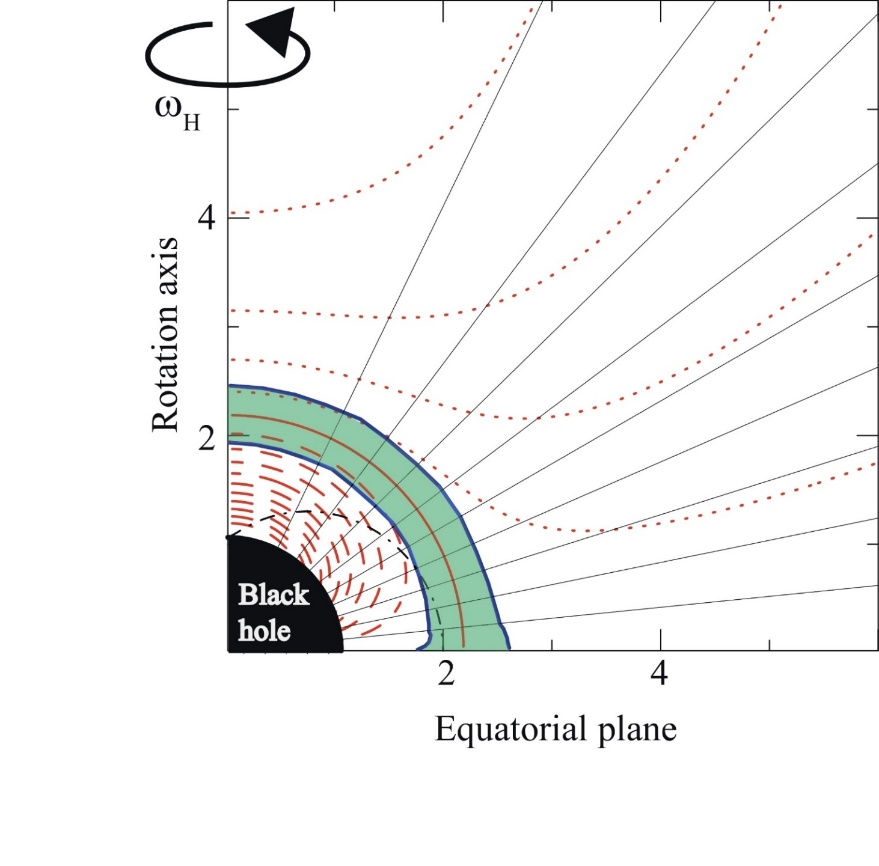 ω_H
4
Rotation axis
2
Black
hole
2
4
Equatorial plane